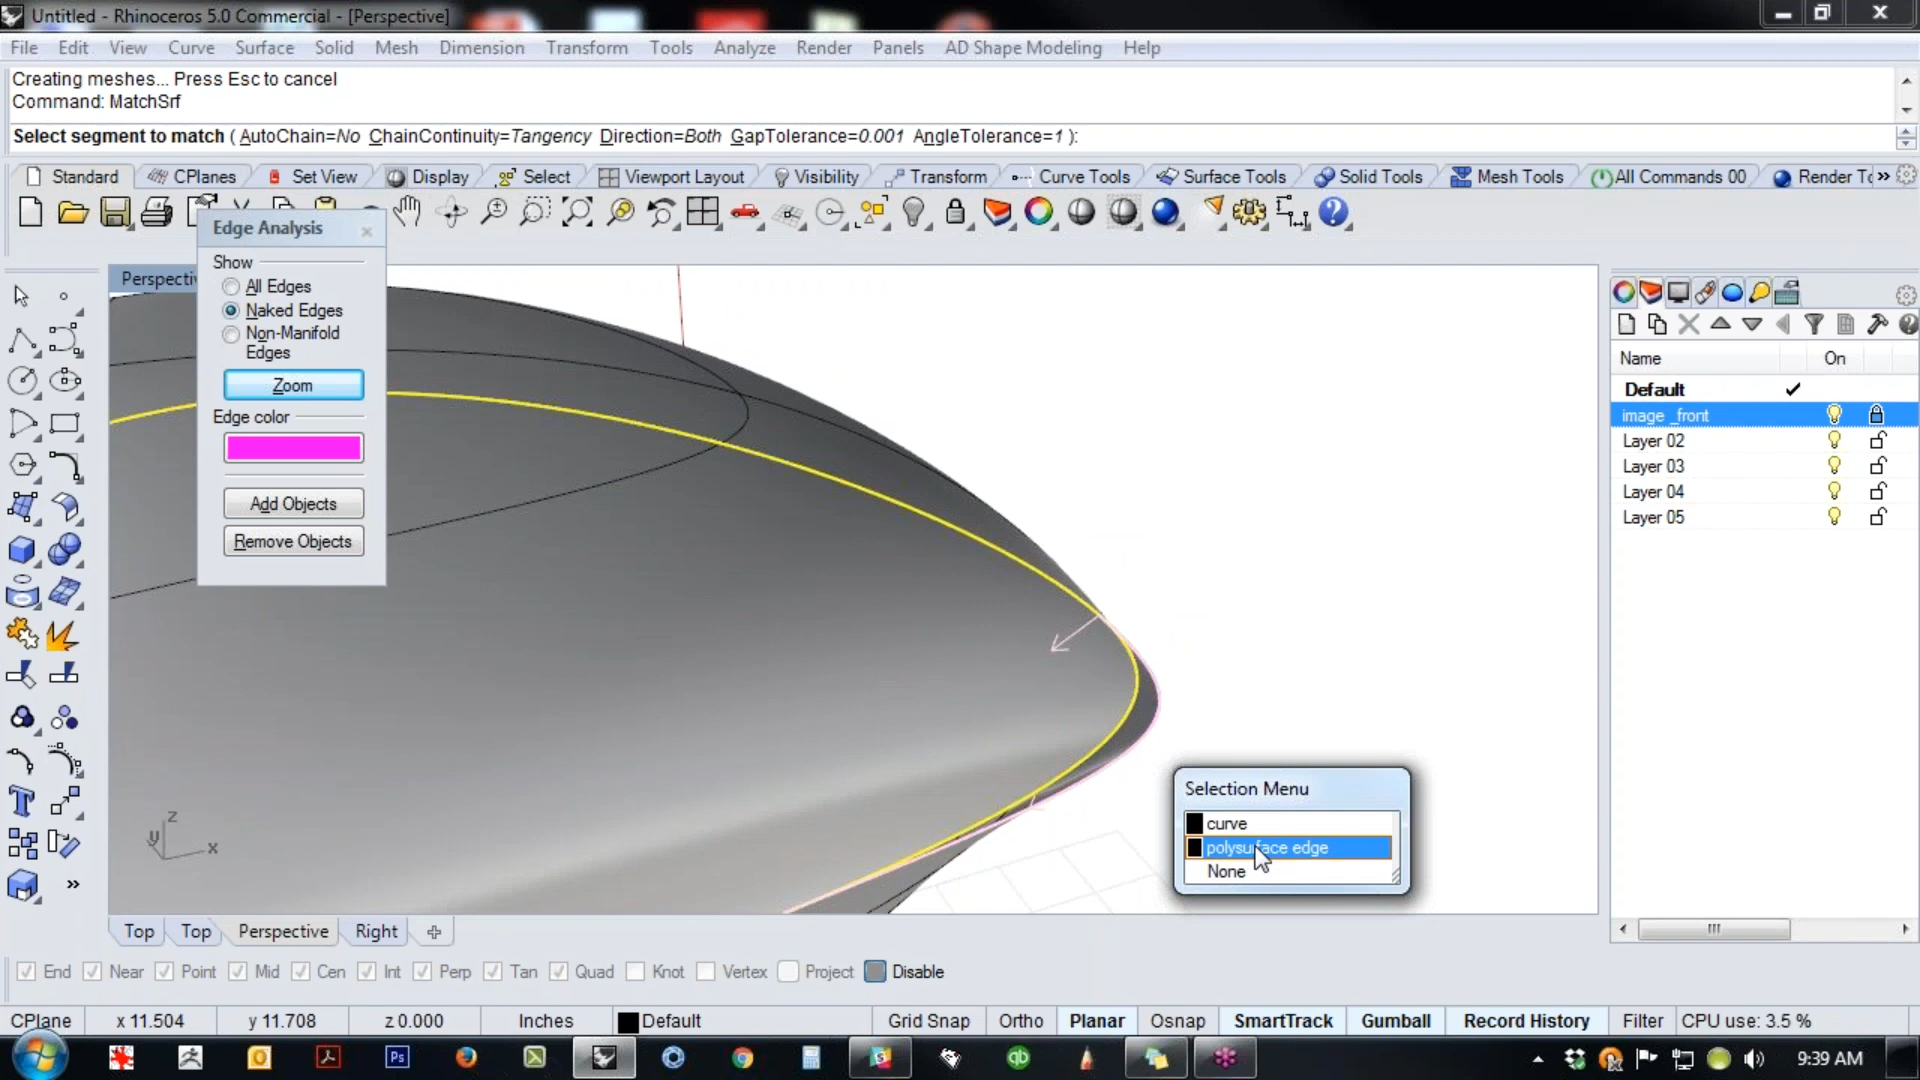 Untitled - Rhinoceros 5.0 Commercial - [Perspective]
File Edit View Curve Surface Solid Mesh Dimension Transform Tools Analyze Render Panels AD Shape Modeling Help
Creating meshes... Press Esc to cancel
Command: MatchSrf
Select segment to match ( AutoChain=No ChainContinuity=Tangency Direction=Both GapTolerance=0.001 AngleTolerance=1 ):
Standard CPlanes Set View Display Select Viewport Layout Visibility Transform Curve Tools Surface Tools Solid Tools Mesh Tools All Commands 00 Render To »
Edge Analysis
Show
All Edges
Naked Edges
Non-Manifold
Edges
Zoom
Edge color
Add Objects
Remove Objects
Perspectiv
Name On
Default
image _front
Layer 02
Layer 03
Layer 04
Layer 05
z
y x
Selection Menu
curve
polysurface edge
None
Top Top Perspective Right
End Near Point Mid Cen Int Perp Tan Quad Knot Vertex Project Disable
CPlane x 11.504 y 11.708 z 0.000 Inches Default Grid Snap Ortho Planar Osnap SmartTrack Gumball Record History Filter CPU use: 3.5 %
Ps qb 9:39 AM